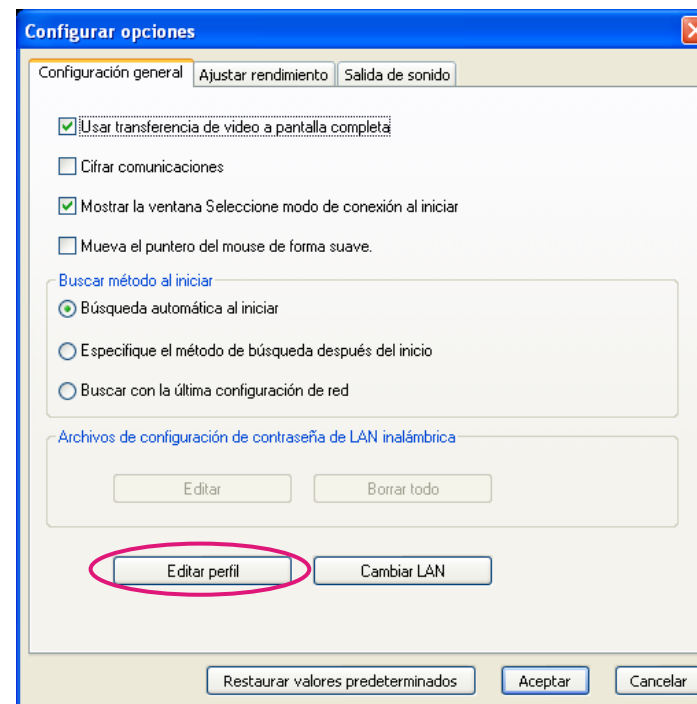 Configurar opciones
Configuración general Ajustar rendimiento Salida de sonido
Usar transferencia de video a pantalla completa
Cifrar comunicaciones
Mostrar la ventana Seleccione modo de conexión al iniciar
Mueva el puntero del mouse de forma suave.
Buscar método al iniciar
Búsqueda automática al iniciar
Especifique el método de búsqueda después del inicio
Buscar con la última configuración de red
Archivos de configuración de contraseña de LAN inalámbrica
Editar Borrar todo
Editar perfil Cambiar LAN
Restaurar valores predeterminados Aceptar Cancelar